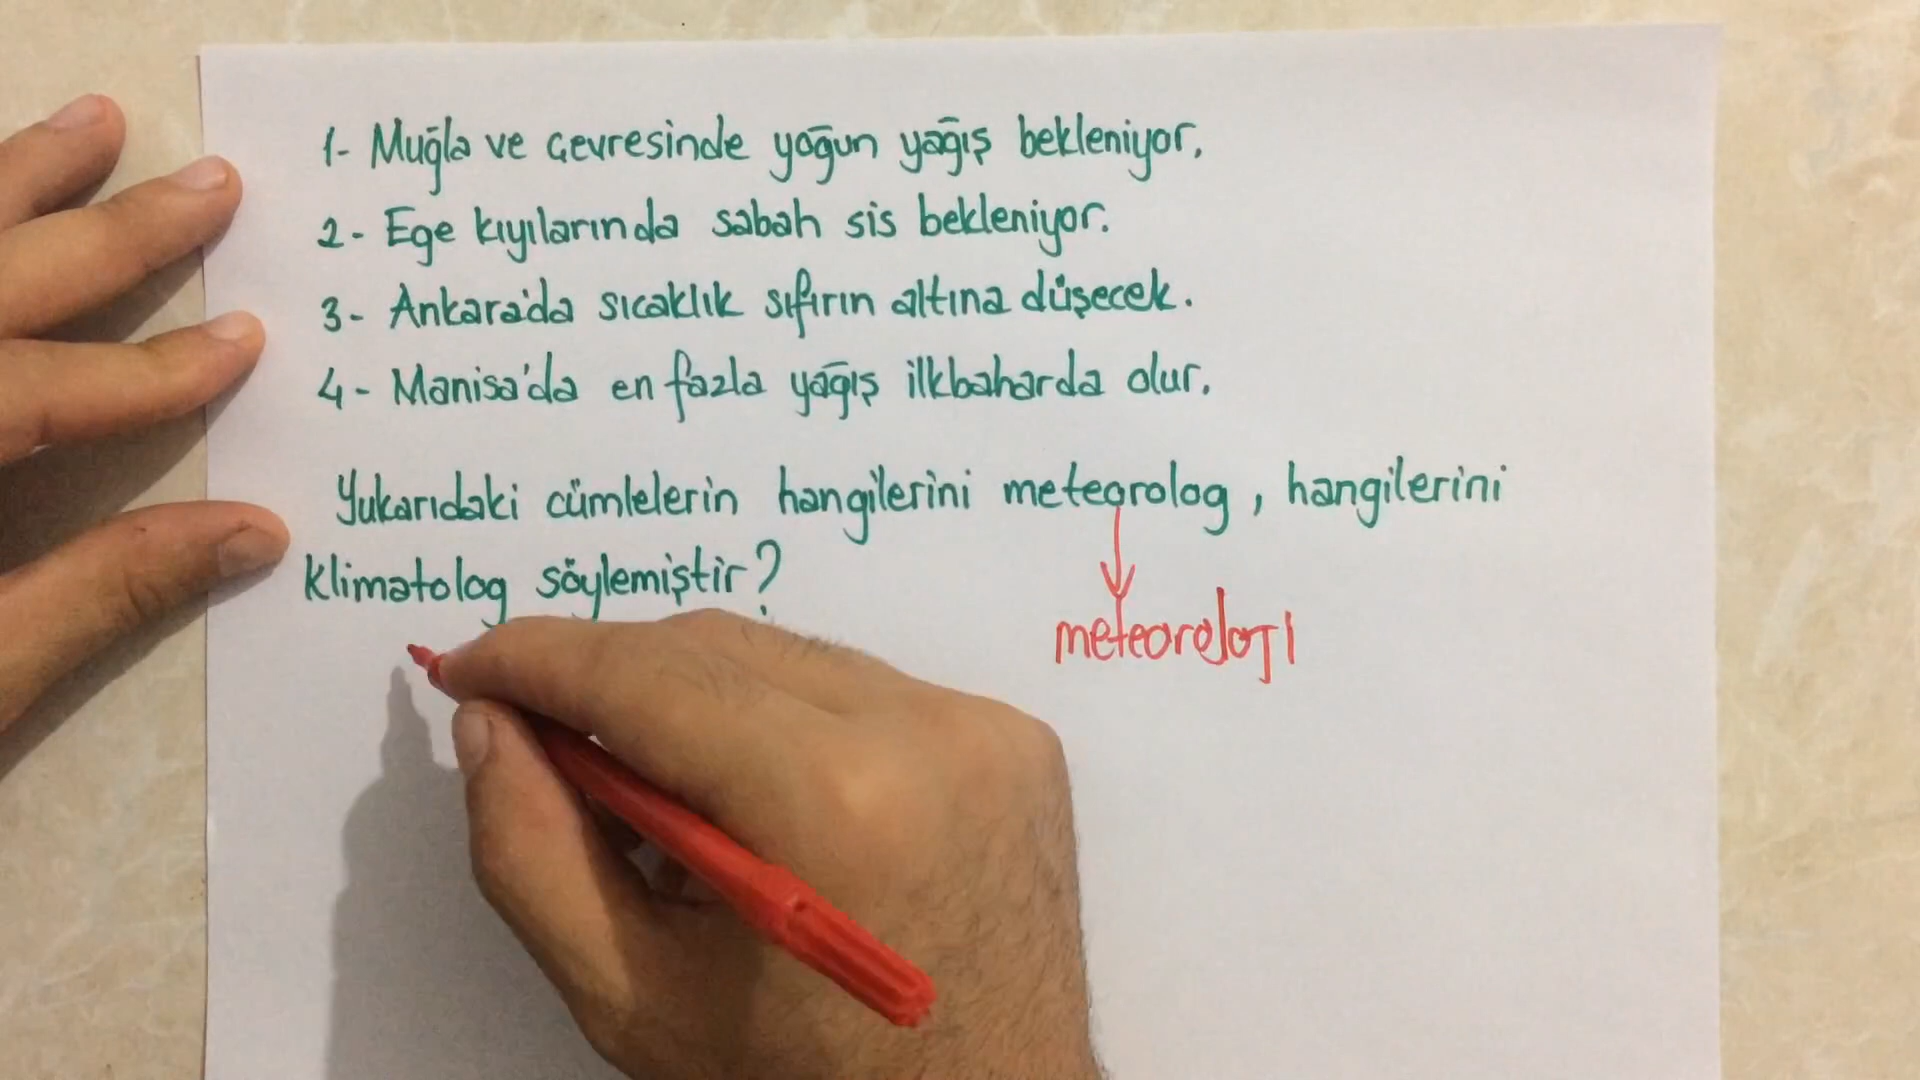 1- Muğla ve çevresinde yoğun yağış bekleniyor.
2- Ege kıyılarında sabah sis bekleniyor.
3- Ankara'da sıcaklık sıfırın altına düşecek.
4- Manisa'da en fazla yağış ilkbaharda olur.
Yukarıdaki cümlelerin hangilerini meteorolog, hangilerini
klimatolog söylemiştir?
meteoroloji